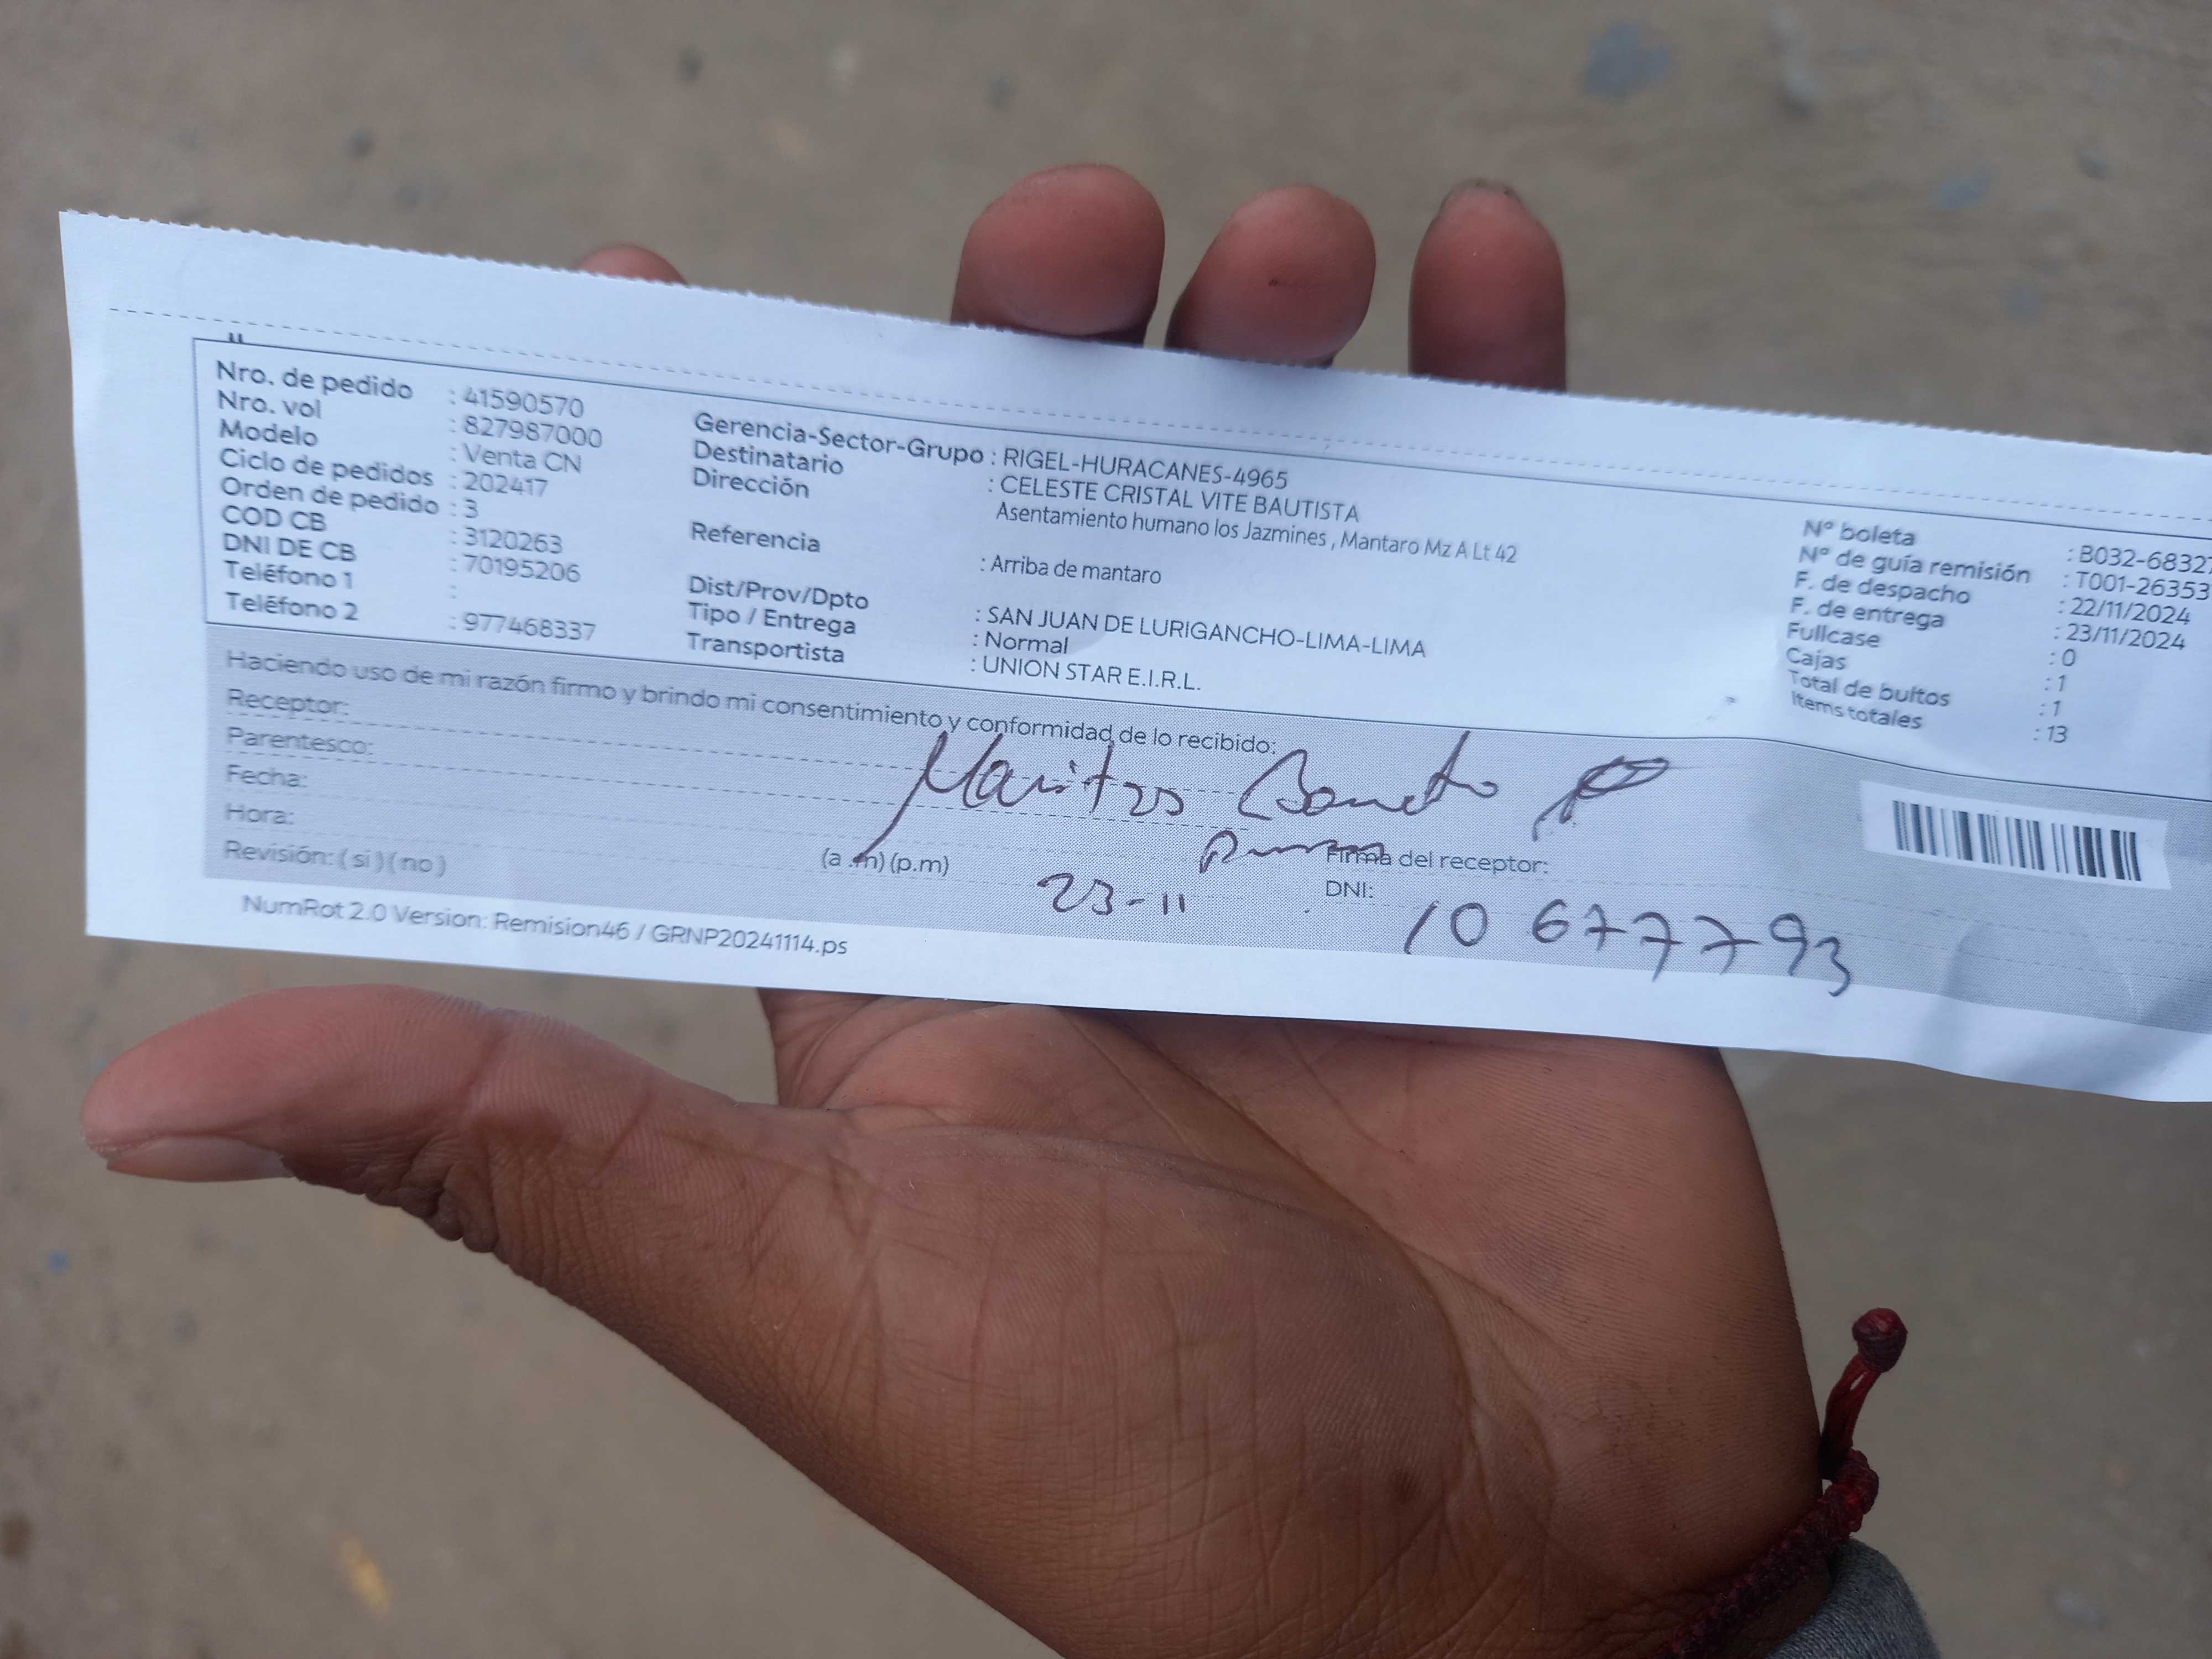 Nro. de pedido : 41590570
Nro. vol : 827987000
Modelo : Venta CN
Ciclo de pedidos : 202417
Orden de pedido : 3
COD CB : 3120263
DNI DE CB : 70195206
Teléfono 1 :
Teléfono 2 : 977468337
Gerencia-Sector-Grupo : RIGEL-HURACANES-4965
Destinatario : CELESTE CRISTAL VITE BAUTISTA
Dirección Asentamiento humano los Jazmines , Mantaro Mz A Lt 42
Referencia : Arriba de mantaro
Dist/Prov/Dpto : SAN JUAN DE LURIGANCHO-LIMA-LIMA
Tipo / Entrega : Normal
Transportista : UNION STAR E.I.R.L.
N° boleta : B032-68327
N° de guía remisión : T001-26353
F. de despacho : 22/11/2024
F. de entrega : 23/11/2024
Fullcase : 0
Cajas : 1
Total de bultos : 1
Items totales : 13
Haciendo uso de mi razón firmo y brindo mi consentimiento y conformidad de lo recibido:
Receptor: Maritza
Parentesco:
Fecha: 23-11
Hora: (a .m) (p.m)
Revisión: ( si ) ( no )
Firma del receptor:
DNI: 10 677793
NumRot 2.0 Version: Remision46 / GRNP20241114.ps